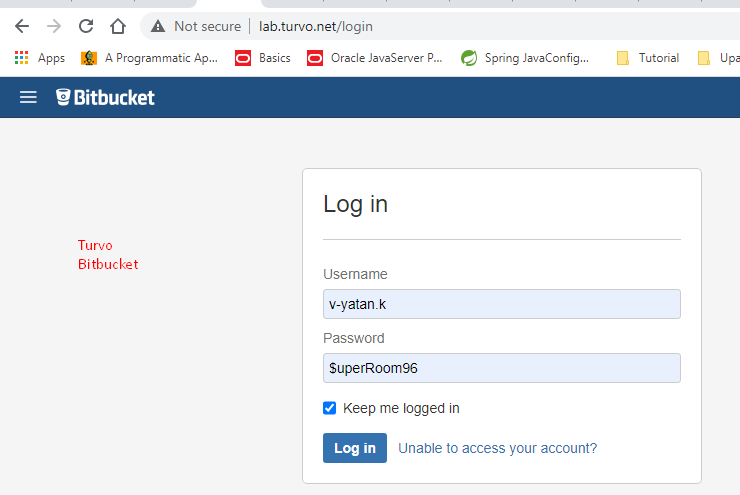 Not secure | lab.turvo.net/login
Apps A Programmatic Ap... Basics Oracle JavaServer P... Spring JavaConfig... Tutorial Upa
Bitbucket
Log in
Turvo
Bitbucket
Username
v-yatan.k
Password
$uperRoom96
Keep me logged in
Log in Unable to access your account?